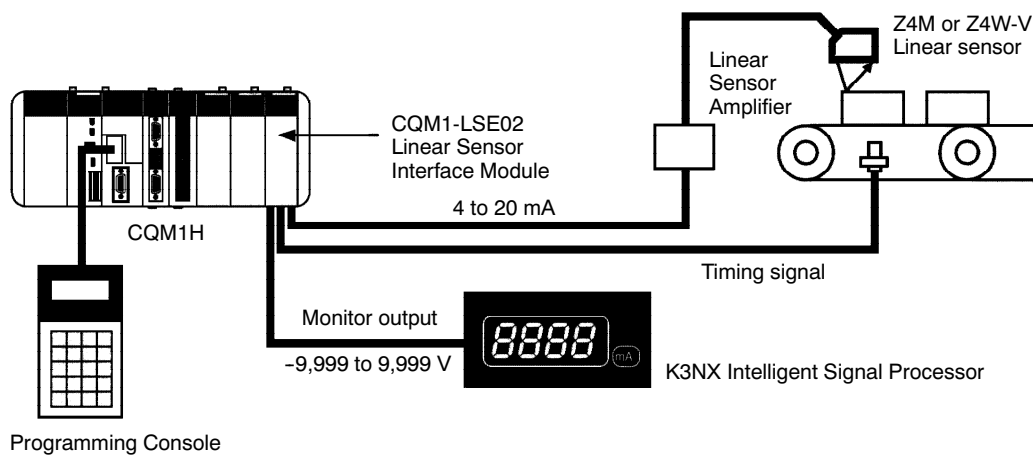 Z4M or Z4W-V
Linear sensor
Linear
Sensor
Amplifier
CQM1-LSE02
Linear Sensor
Interface Module
4 to 20 mA
CQM1H
Timing signal
Monitor output
–9,999 to 9,999 V
8888
mA
K3NX Intelligent Signal Processor
Programming Console